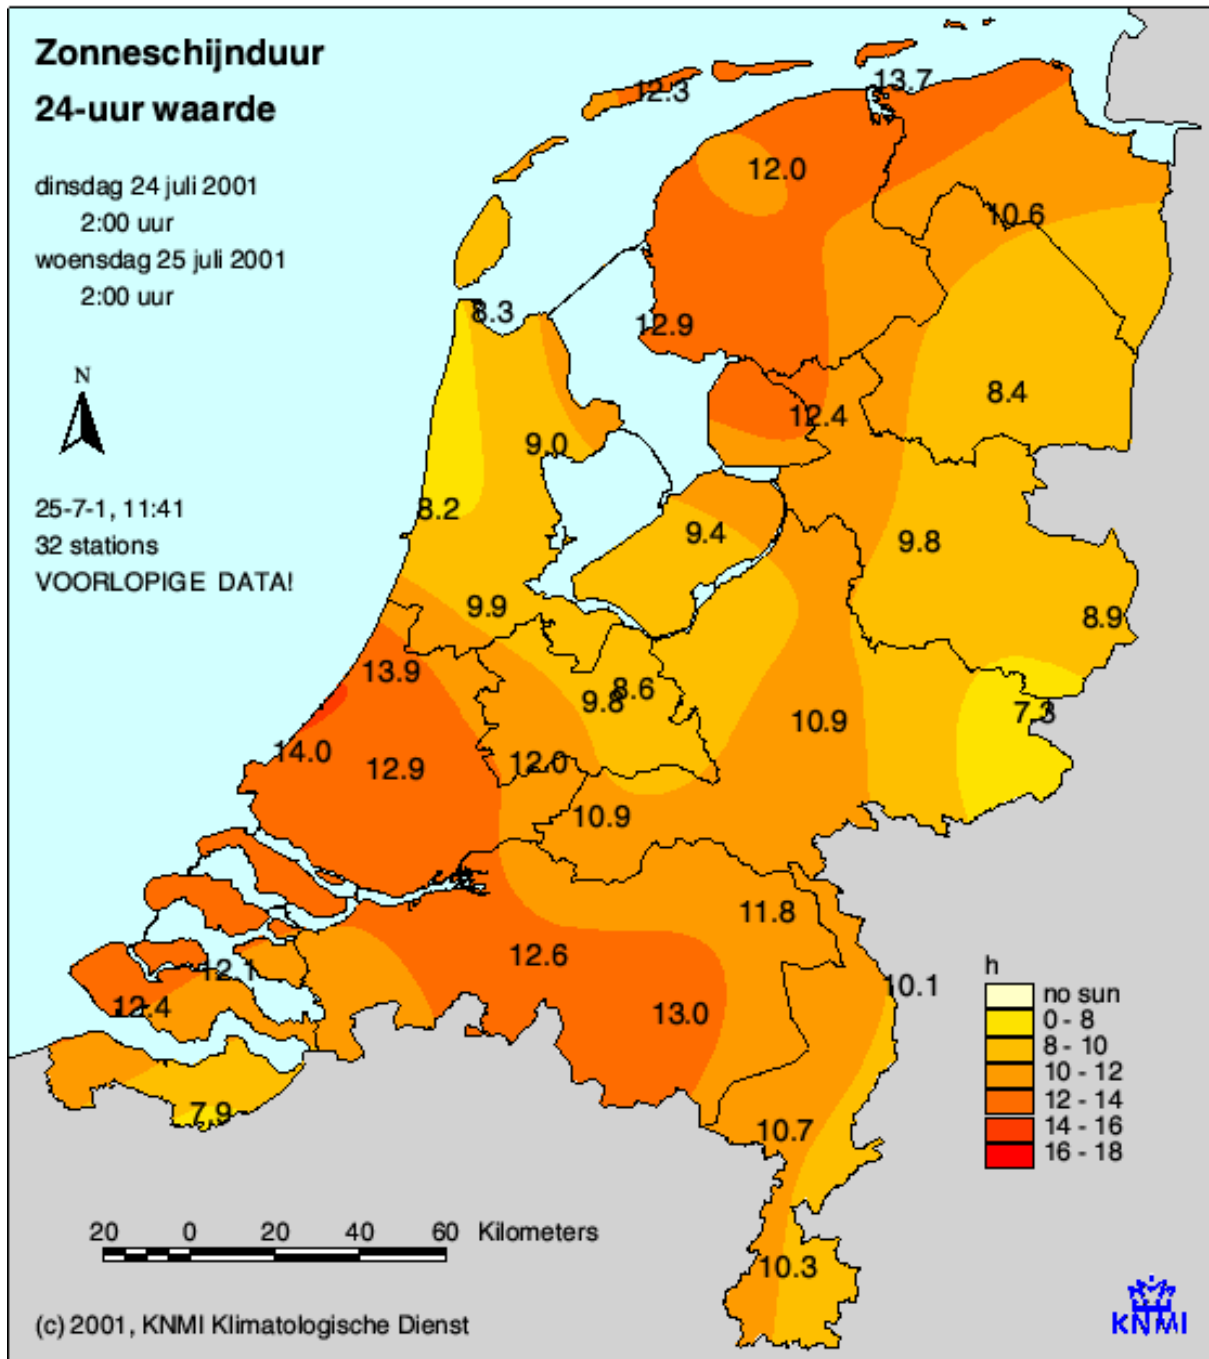 Zonneschijnduur
24-uur waarde
dinsdag 24 juli 2001
2:00 uur
woensdag 25 juli 2001
2:00 uur
N
25-7-1, 11:41
32 stations
VOORLOPIGE DATA!
13.7
12.3
12.0
10.6
8.3
12.9
8.4
12.4
9.0
8.2
9.4
9.8
9.9
8.9
13.9
8.6
9.8
7.3
10.9
14.0
12.9
12.0
10.9
11.8
12.6
12.1
10.1
12.4
13.0
7.9
10.7
10.3
h
no sun
0 - 8
8 - 10
10 - 12
12 - 14
14 - 16
16 - 18
20 0 20 40 60 Kilometers
(c) 2001, KNMI Klimatologische Dienst
KNMI